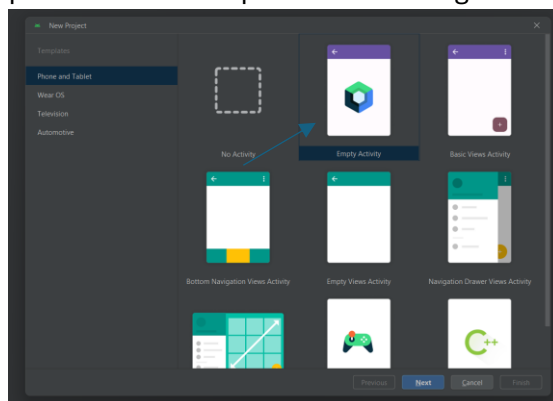 New Project
Templates
Phone and Tablet
Wear OS
Television
Automotive
No Activity
Empty Activity
Basic Views Activity
Bottom Navigation Views Activity
Empty Views Activity
Navigation Drawer Views Activity
C++
Previous
Next
Cancel
Finish